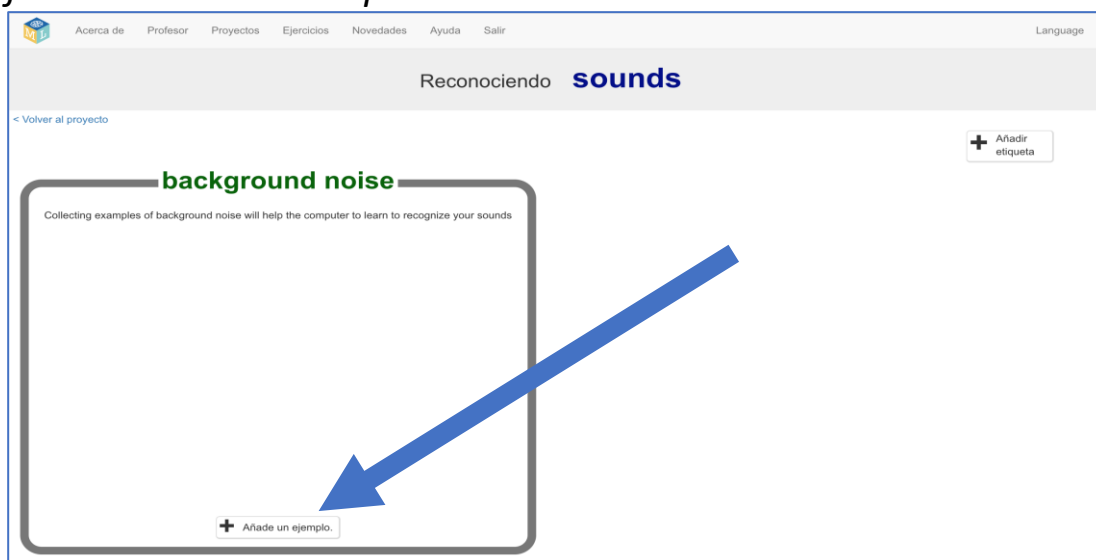 Acerca de Profesor Proyectos Ejercicios Novedades Ayuda Salir Language
Reconociendo sounds
< Volver al proyecto
Añadir
etiqueta
background noise
Collecting examples of background noise will help the computer to learn to recognize your sounds
Añade un ejemplo.